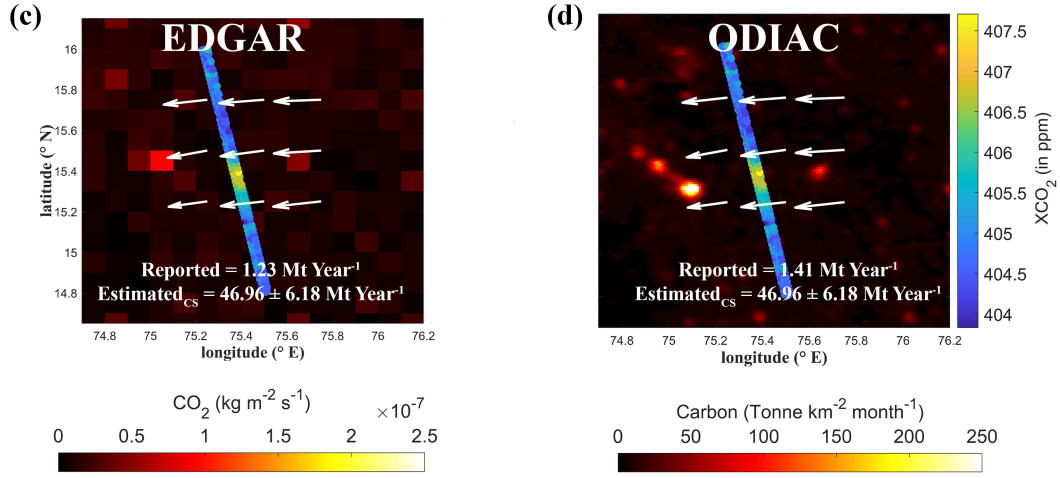 (c)
EDGAR
16
15.8
15.6
15.4
15.2
15
14.8
latitude (° N)
Reported = 1.23 Mt Year-1
EstimatedCS = 46.96 ± 6.18 Mt Year-1
74.8 75 75.2 75.4 75.6 75.8 76 76.2
longitude (° E)
CO2 (kg m-2 s-1)
×10-7
0 0.5 1 1.5 2 2.5
(d)
ODIAC
Reported = 1.41 Mt Year-1
EstimatedCS = 46.96 ± 6.18 Mt Year-1
74.8 75 75.2 75.4 75.6 75.8 76 76.2
longitude (° E)
407.5
407
406.5
406
405.5
405
404.5
404
XCO2 (in ppm)
Carbon (Tonne km-2 month-1)
0 50 100 150 200 250